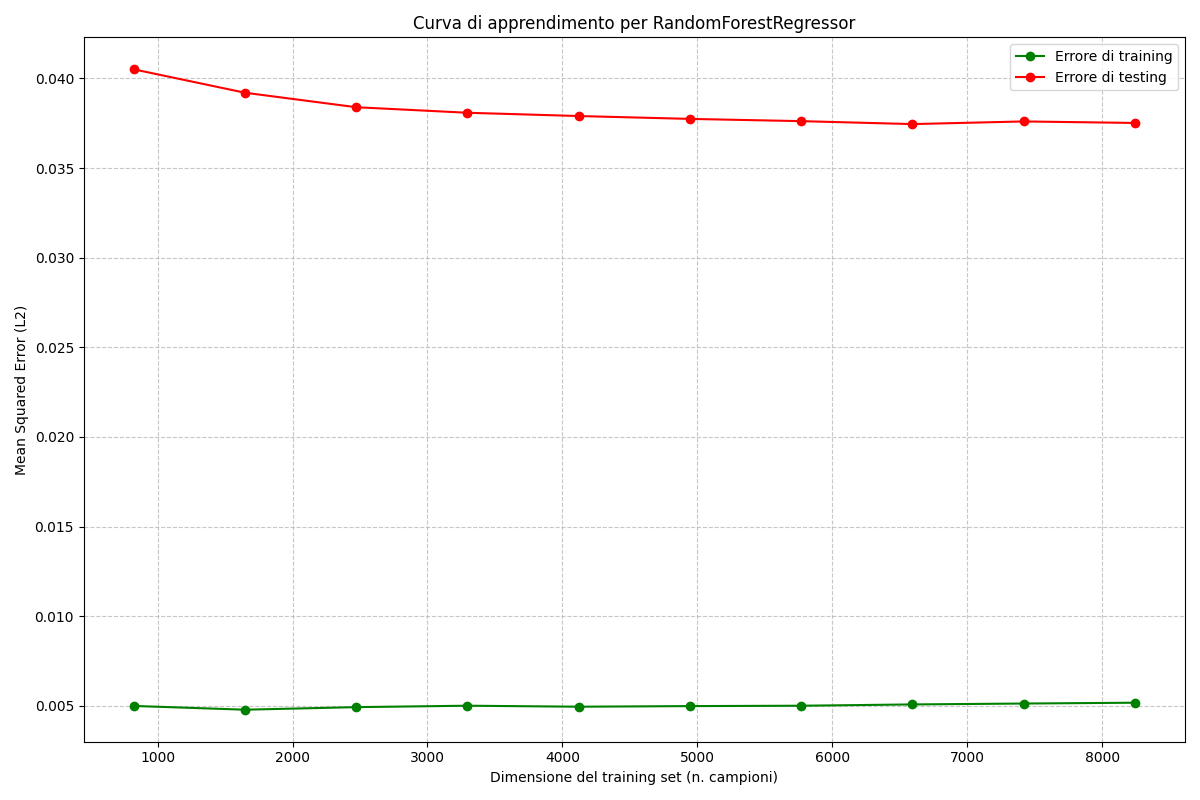 Curva di apprendimento per RandomForestRegressor
Errore di training
Errore di testing
Mean Squared Error (L2)
0.040
0.035
0.030
0.025
0.020
0.015
0.010
0.005
1000 2000 3000 4000 5000 6000 7000 8000
Dimensione del training set (n. campioni)